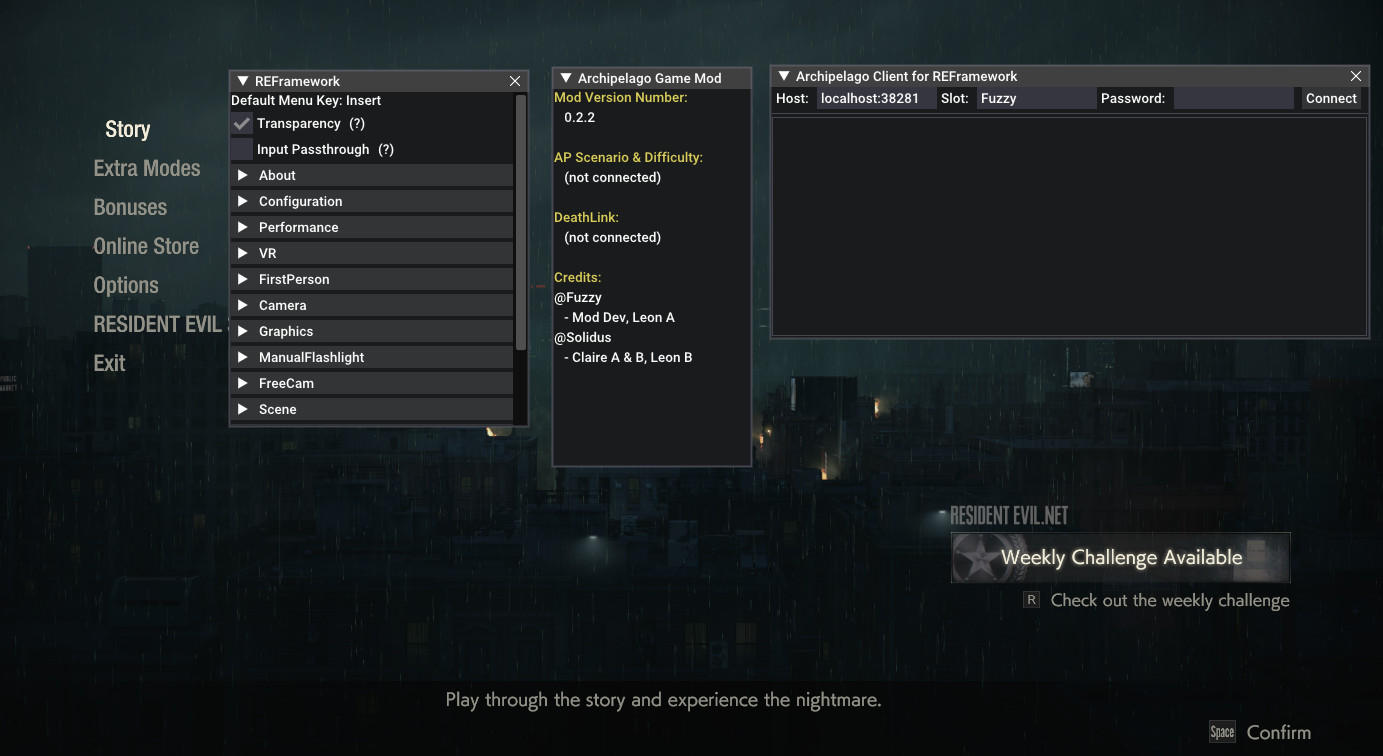 Story
Extra Modes
Bonuses
Online Store
Options
RESIDENT EVIL
Exit
REFramework
Default Menu Key: Insert
Transparency (?)
Input Passthrough (?)
About
Configuration
Performance
VR
FirstPerson
Camera
Graphics
ManualFlashlight
FreeCam
Scene
Archipelago Game Mod
Mod Version Number:
0.2.2
AP Scenario & Difficulty:
(not connected)
DeathLink:
(not connected)
Credits:
@Fuzzy
- Mod Dev, Leon A
@Solidus
- Claire A & B, Leon B
Archipelago Client for REFramework
Host: localhost:38281 Slot: Fuzzy Password: Connect
RESIDENT EVIL.NET
Weekly Challenge Available
R Check out the weekly challenge
Play through the story and experience the nightmare.
Space Confirm